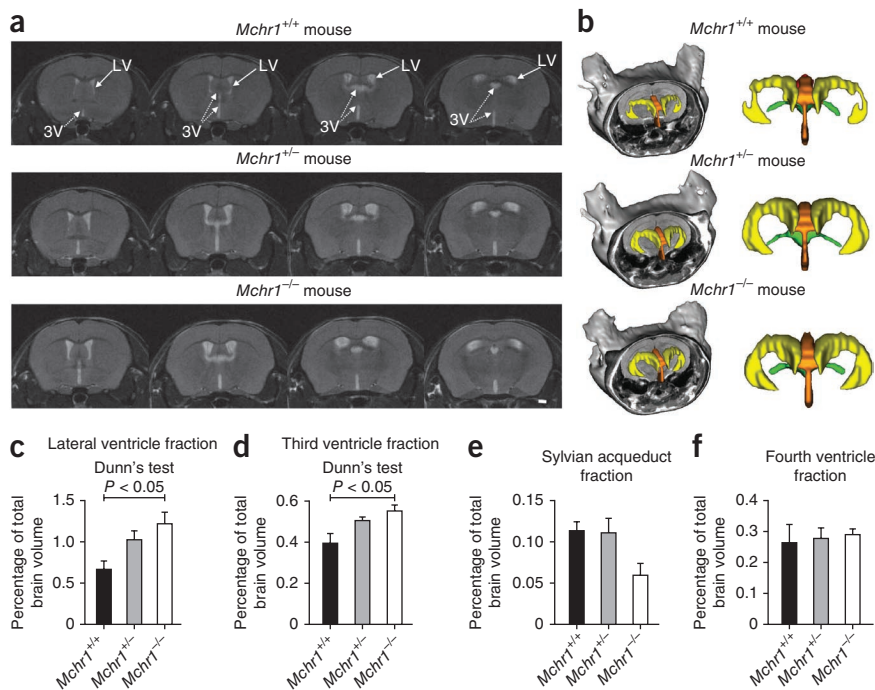 a
Mchr1+/+ mouse
LV
LV
LV
LV
3V
3V
3V
3V
Mchr1+/– mouse
Mchr1–/– mouse
b
Mchr1+/+ mouse
Mchr1+/– mouse
Mchr1–/– mouse
c
Lateral ventricle fraction
Dunn's test
P < 0.05
Percentage of total
brain volume
1.5
1.0
0.5
0
Mchr1+/+
Mchr1+/–
Mchr1–/–
d
Third ventricle fraction
Dunn's test
P < 0.05
Percentage of total
brain volume
0.6
0.4
0.2
0
Mchr1+/+
Mchr1+/–
Mchr1–/–
e
Sylvian acqueduct
fraction
Percentage of total
brain volume
0.15
0.10
0.05
0
Mchr1+/+
Mchr1+/–
Mchr1–/–
f
Fourth ventricle
fraction
Percentage of total
brain volume
0.4
0.3
0.2
0.1
0
Mchr1+/+
Mchr1+/–
Mchr1–/–